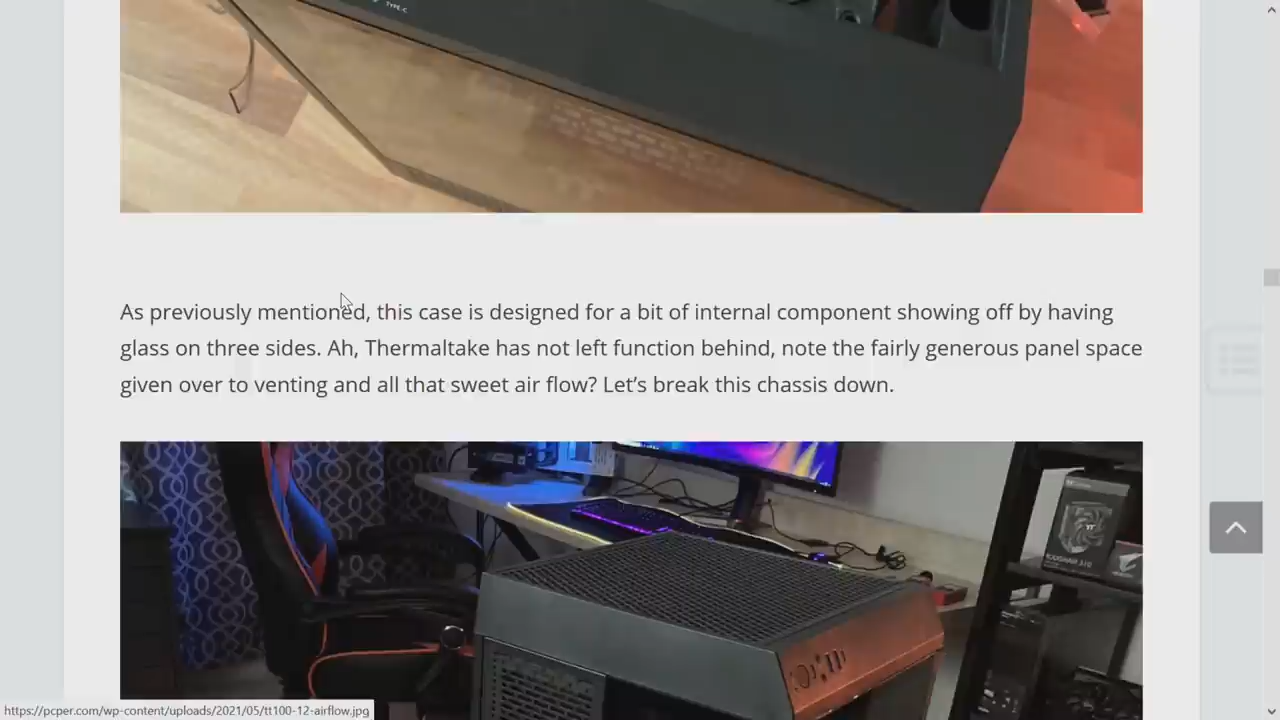 TYPE-C
As previously mentioned, this case is designed for a bit of internal component showing off by having
glass on three sides. Ah, Thermaltake has not left function behind, note the fairly generous panel space
given over to venting and all that sweet air flow? Let’s break this chassis down.
https://pcper.com/wp-content/uploads/2021/05/tt100-12-airflow.jpg